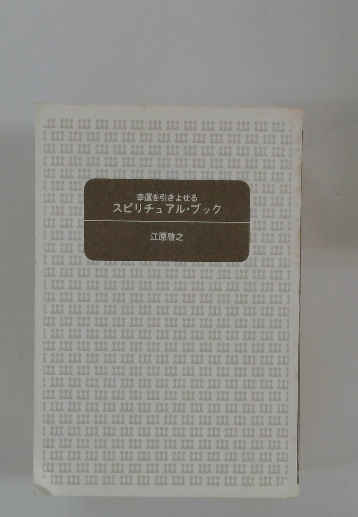 幸運を引きよせる
スピリチュアル・ブック
江原啓之